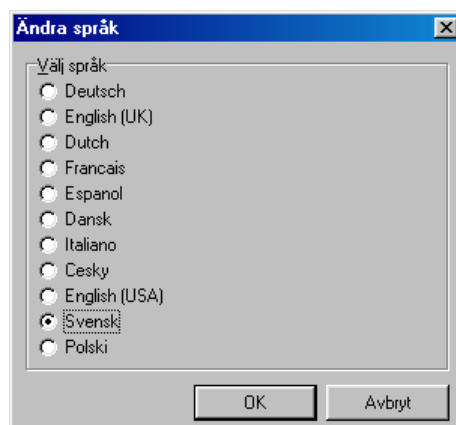 Ändra språk
Välj språk
Deutsch
English (UK)
Dutch
Francais
Espanol
Dansk
Italiano
Cesky
English (USA)
Svensk
Polski
OK
Avbryt